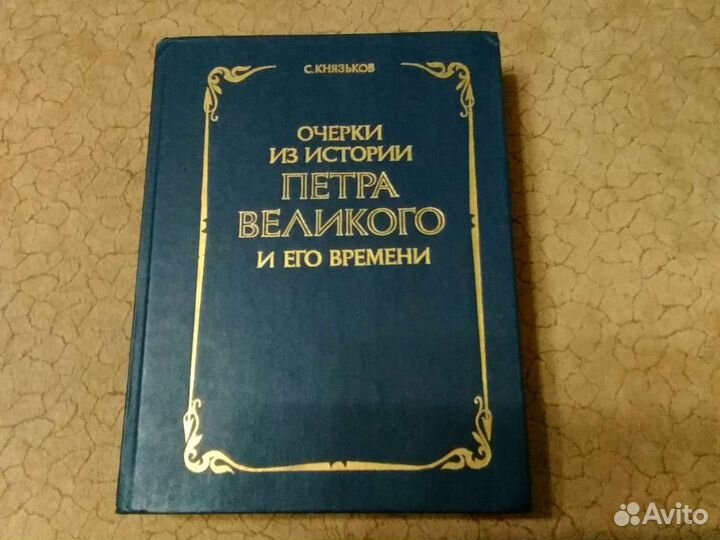 С.КНЯЗЬКОВ
ОЧЕРКИ
ИЗ ИСТОРИИ
ПЕТРА
ВЕЛИКОГО
И ЕГО ВРЕМЕНИ
Avito